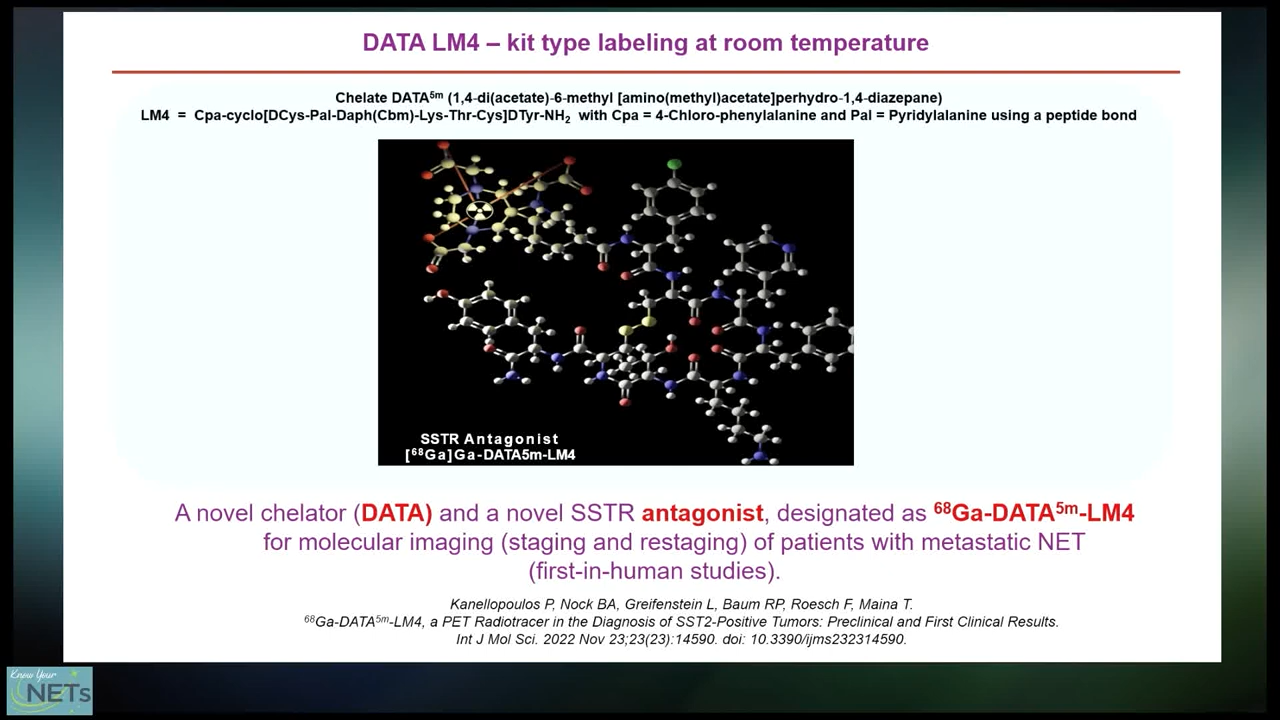 DATA LM4 – kit type labeling at room temperature
Chelate DATA⁵ᵐ (1,4-di(acetate)-6-methyl [amino(methyl)acetate]perhydro-1,4-diazepane)
LM4 = Cpa-cyclo[DCys-Pal-Daph(Cbm)-Lys-Thr-Cys]DTyr-NH₂ with Cpa = 4-Chloro-phenylalanine and Pal = Pyridylalanine using a peptide bond
SSTR Antagonist
[⁶⁸Ga]Ga-DATA5m-LM4
A novel chelator (DATA) and a novel SSTR antagonist, designated as ⁶⁸Ga-DATA⁵ᵐ-LM4
for molecular imaging (staging and restaging) of patients with metastatic NET
(first-in-human studies).
Kanellopoulos P, Nock BA, Greifenstein L, Baum RP, Roesch F, Maina T.
⁶⁸Ga-DATA⁵ᵐ-LM4, a PET Radiotracer in the Diagnosis of SST2-Positive Tumors: Preclinical and First Clinical Results.
Int J Mol Sci. 2022 Nov 23;23(23):14590. doi: 10.3390/ijms232314590.
Know Your
NETs